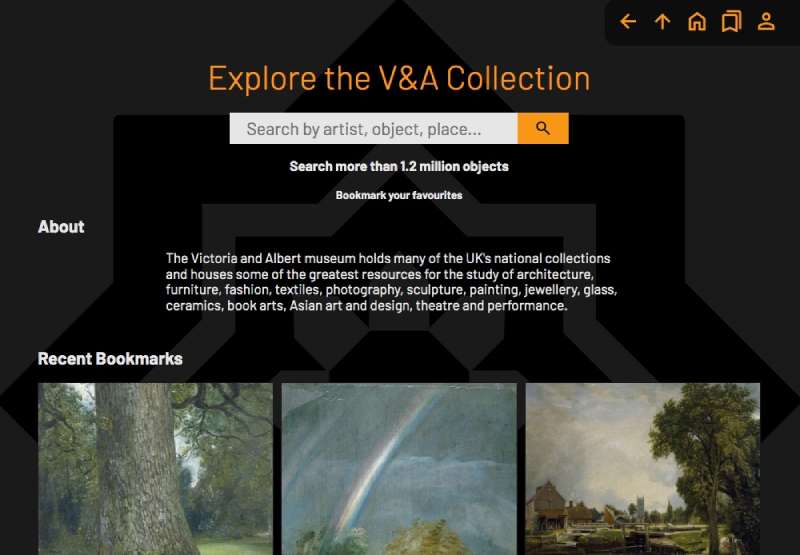 Explore the V&A Collection
Search by artist, object, place...
Search more than 1.2 million objects
Bookmark your favourites
About
The Victoria and Albert museum holds many of the UK's national collections
and houses some of the greatest resources for the study of architecture,
furniture, fashion, textiles, photography, sculpture, painting, jewellery, glass,
ceramics, book arts, Asian art and design, theatre and performance.
Recent Bookmarks